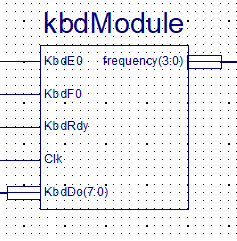 kbdModule
KbdE0 frequency(3:0)
KbdF0
KbdRdy
Clk
KbdDo(7:0)